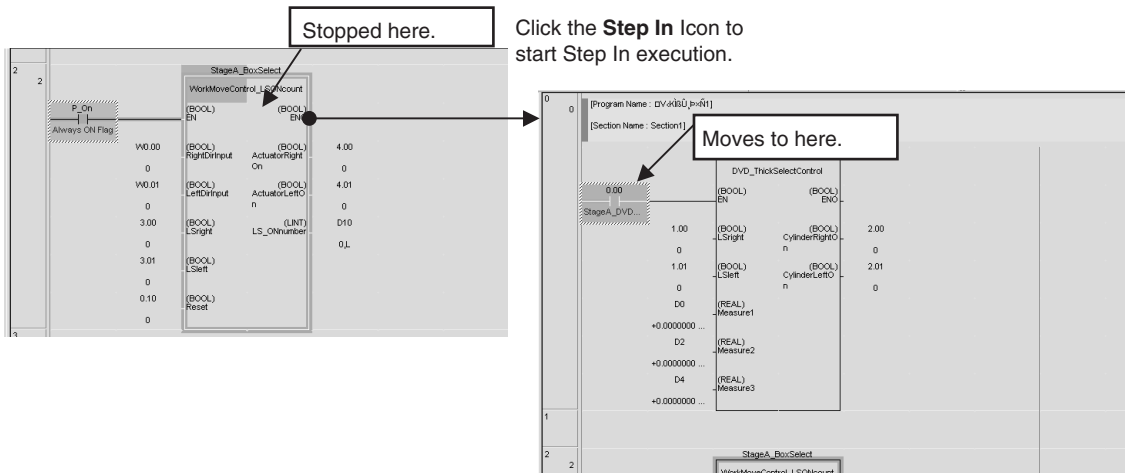 Stopped here.
Click the Step In Icon to
start Step In execution.
2
2
StageA_BoxSelect
WorkMoveControl_LSONcount
P_On
Always ON Flag
(BOOL)
EN
(BOOL)
ENO
W0.00
0
(BOOL)
RightDirInput
(BOOL)
ActuatorRight
On
4.00
0
W0.01
0
(BOOL)
LeftDirInput
(BOOL)
ActuatorLeftO
n
4.01
0
3.00
0
(BOOL)
LSright
(LINT)
LS_ONnumber
D10
0,L
3.01
0
(BOOL)
LSleft
0.10
0
(BOOL)
Reset
3
0
0
[Program Name :
[Section Name : Section1]
Moves to here.
DVD_ThickSelectControl
0.00
StageA_DVD...
(BOOL)
EN
(BOOL)
ENO
1.00
0
(BOOL)
LSright
(BOOL)
CylinderRightO
n
2.00
0
1.01
0
(BOOL)
LSleft
(BOOL)
CylinderLeftO
n
2.01
0
D0
+0.0000000 ...
(REAL)
Measure1
D2
+0.0000000 ...
(REAL)
Measure2
D4
+0.0000000 ...
(REAL)
Measure3
1
2
2
StageA_BoxSelect
WorkMoveControl_LSONcount